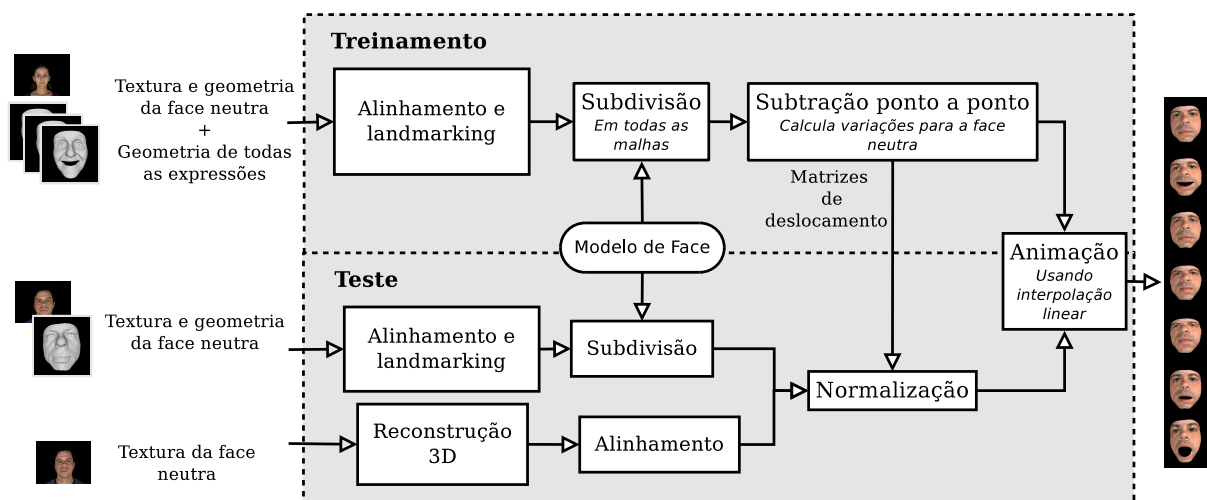 Treinamento
Textura e geometria
da face neutra
+
Geometria de todas
as expressões
Alinhamento e
landmarking
Subdivisão
Em todas as
malhas
Subtração ponto a ponto
Calcula variações para a face
neutra
Matrizes
de
deslocamento
Modelo de Face
Animação
Usando
interpolação
linear
Teste
Textura e geometria
da face neutra
Alinhamento e
landmarking
Subdivisão
Normalização
Textura da face
neutra
Reconstrução
3D
Alinhamento